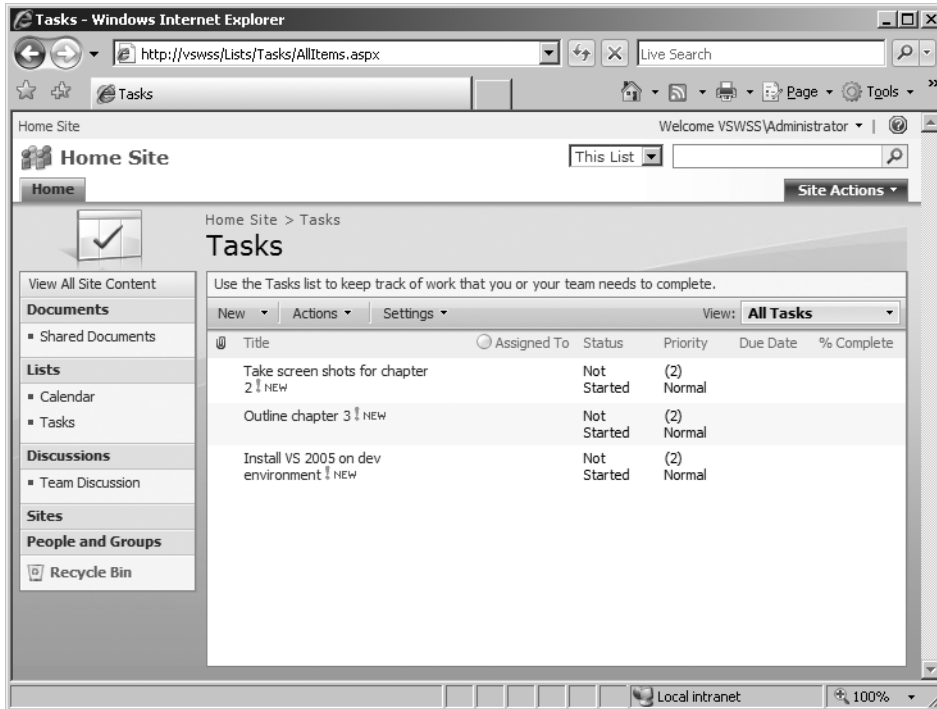 Tasks - Windows Internet Explorer
http://vswss/Lists/Tasks/AllItems.aspx
Live Search
Tasks
Page
Tools
Home Site
Welcome VSWSS\Administrator
Home Site
This List
Home
Site Actions
Home Site > Tasks
Tasks
View All Site Content
Documents
Shared Documents
Lists
Calendar
Tasks
Discussions
Team Discussion
Sites
People and Groups
Recycle Bin
Use the Tasks list to keep track of work that you or your team needs to complete.
New Actions Settings View: All Tasks
Title Assigned To Status Priority Due Date % Complete
Take screen shots for chapter Not (2)
2 ! NEW Started Normal
Outline chapter 3 ! NEW Not (2)
Started Normal
Install VS 2005 on dev Not (2)
environment ! NEW Started Normal
Local intranet
100%